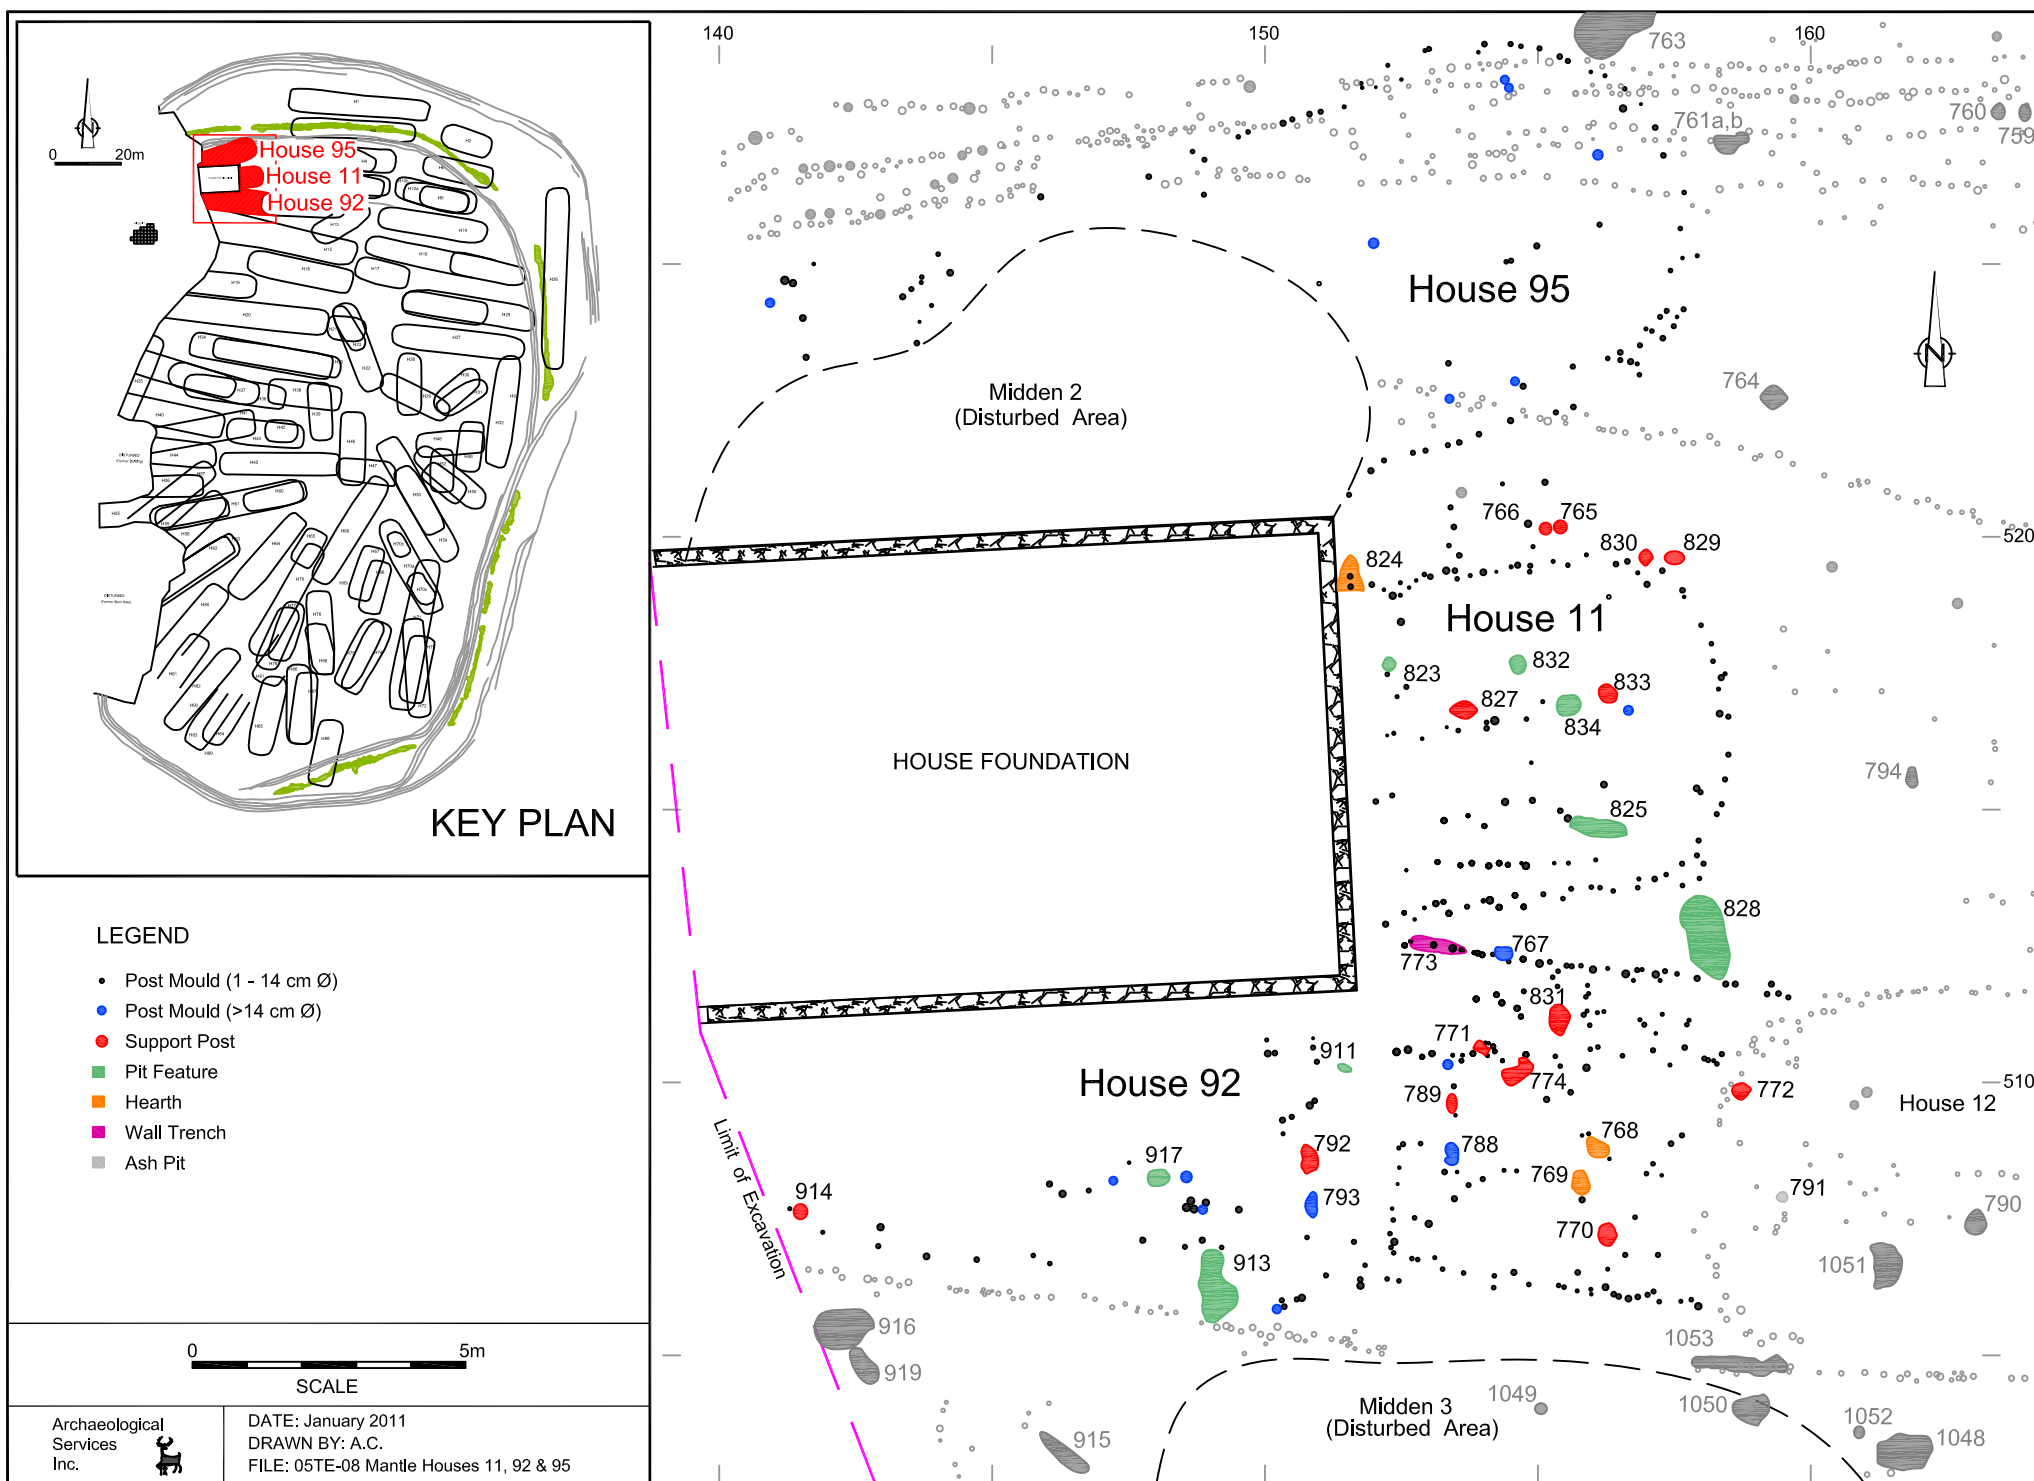 140
150
160
763
761a,b
760
759
House 95
764
Midden 2
(Disturbed Area)
766
765
520
824
830
829
House 11
823
832
827
833
834
HOUSE FOUNDATION
794
825
828
773
767
831
771
911
774
House 92
789
772
510
House 12
792
788
768
917
769
791
790
914
793
770
Limit of Excavation
913
1051
916
919
1053
Midden 3
(Disturbed Area)
1049
1050
1052
1048
915
N
N
0 20m
House 95
House 11
House 92
KEY PLAN
LEGEND
Post Mould (1 - 14 cm Ø)
Post Mould (>14 cm Ø)
Support Post
Pit Feature
Hearth
Wall Trench
Ash Pit
0 5m
SCALE
Archaeological
Services
Inc.
DATE: January 2011
DRAWN BY: A.C.
FILE: 05TE-08 Mantle Houses 11, 92 & 95